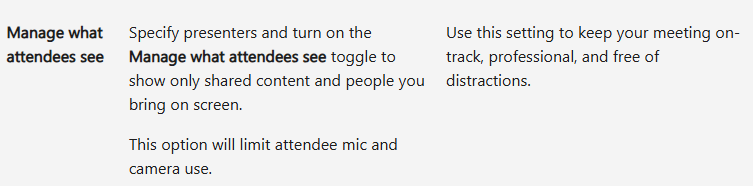 Manage what
attendees see
Specify presenters and turn on the
Manage what attendees see toggle to
show only shared content and people you
bring on screen.
This option will limit attendee mic and
camera use.
Use this setting to keep your meeting on-
track, professional, and free of
distractions.